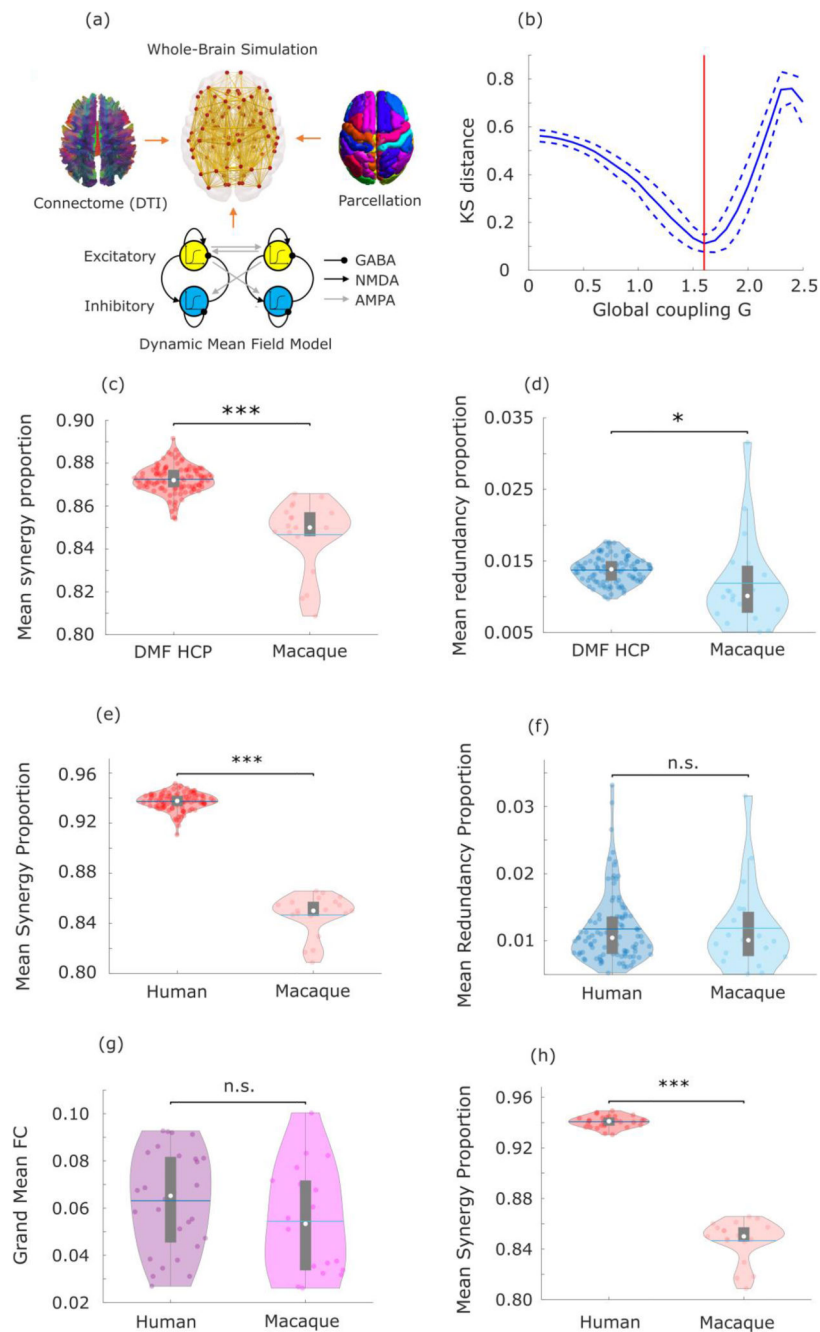 (a)
Whole-Brain Simulation
Connectome (DTI)
Parcellation
Excitatory
Inhibitory
GABA
NMDA
AMPA
Dynamic Mean Field Model
(b)
KS distance
0.8
0.6
0.4
0.2
0
0
0.5
1.0
1.5
2.0
2.5
Global coupling G
(c)
***
Mean synergy proportion
0.90
0.88
0.86
0.84
0.82
0.80
DMF HCP
Macaque
(d)
*
Mean redundancy proportion
0.035
0.025
0.015
0.005
DMF HCP
Macaque
(e)
***
Mean Synergy Proportion
0.96
0.92
0.88
0.84
0.80
Human
Macaque
(f)
n.s.
Mean Redundancy Proportion
0.03
0.02
0.01
Human
Macaque
(g)
n.s.
Grand Mean FC
0.10
0.08
0.06
0.04
0.02
Human
Macaque
(h)
***
Mean Synergy Proportion
0.96
0.92
0.88
0.84
0.80
Human
Macaque